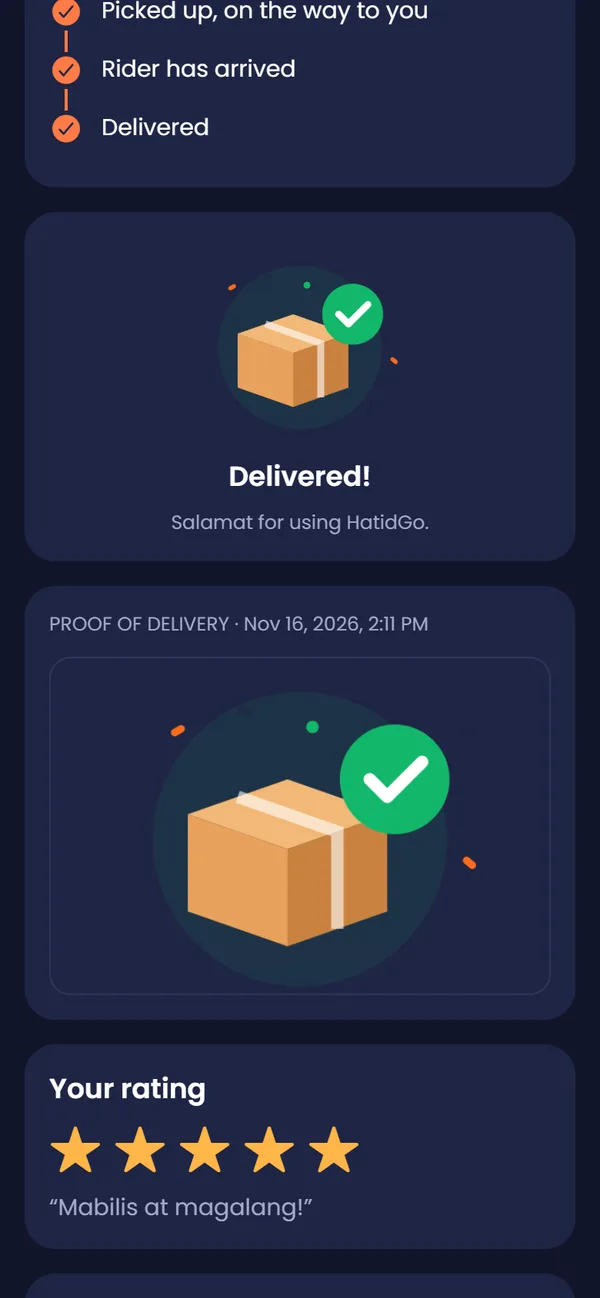 Picked up, on the way to you
Rider has arrived
Delivered
Delivered!
Salamat for using HatidGo.
PROOF OF DELIVERY · Nov 16, 2026, 2:11 PM
Your rating
“Mabilis at magalang!”